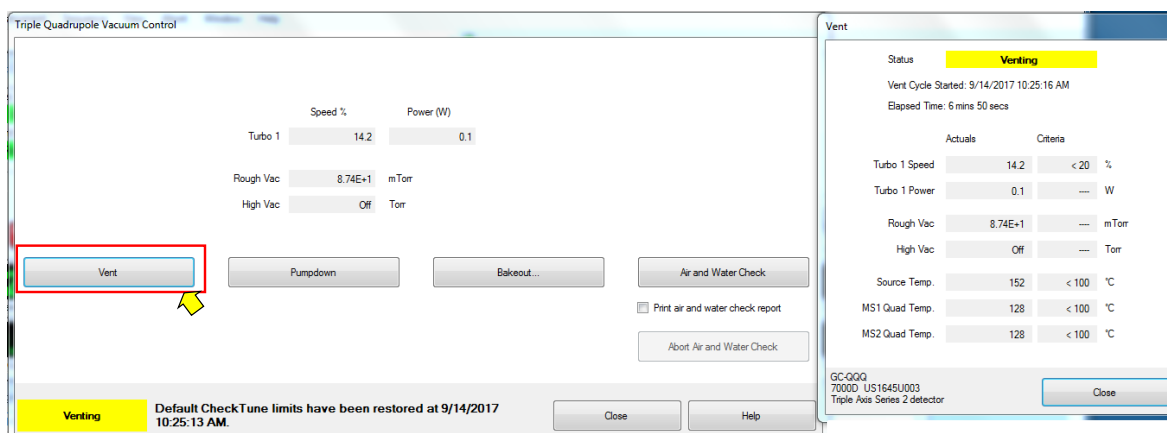 Triple Quadrupole Vacuum Control
Speed %
Power (W)
Turbo 1
14.2
0.1
Rough Vac
8.74E+1
mTorr
High Vac
Off
Torr
Vent
Pumpdown
Bakeout...
Air and Water Check
Print air and water check report
Abort Air and Water Check
Venting
Default CheckTune limits have been restored at 9/14/2017
10:25:13 AM.
Close
Help
Vent
Status
Venting
Vent Cycle Started: 9/14/2017 10:25:16 AM
Elapsed Time: 6 mins 50 secs
Actuals
Criteria
Turbo 1 Speed
14.2
< 20
%
Turbo 1 Power
0.1
---
W
Rough Vac
8.74E+1
---
mTorr
High Vac
Off
---
Torr
Source Temp.
152
< 100
°C
MS1 Quad Temp.
128
< 100
°C
MS2 Quad Temp.
128
< 100
°C
GC-QQQ
7000D US1645U003
Triple Axis Series 2 detector
Close